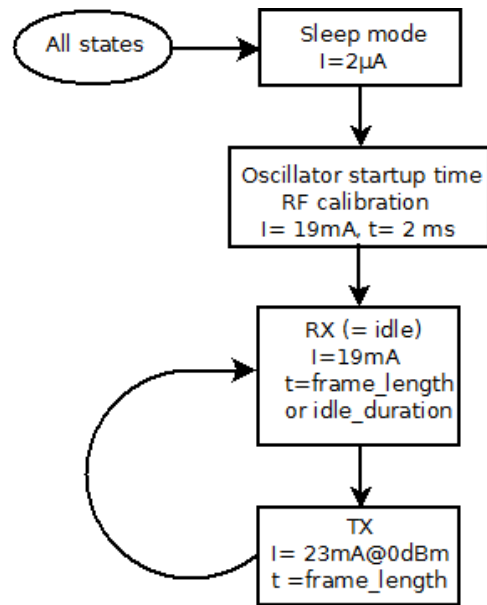 All states
Sleep mode
I=2µA
Oscillator startup time
RF calibration
I= 19mA, t= 2 ms
RX (= idle)
I=19mA
t=frame_length
or idle_duration
TX
I= 23mA@0dBm
t =frame_length